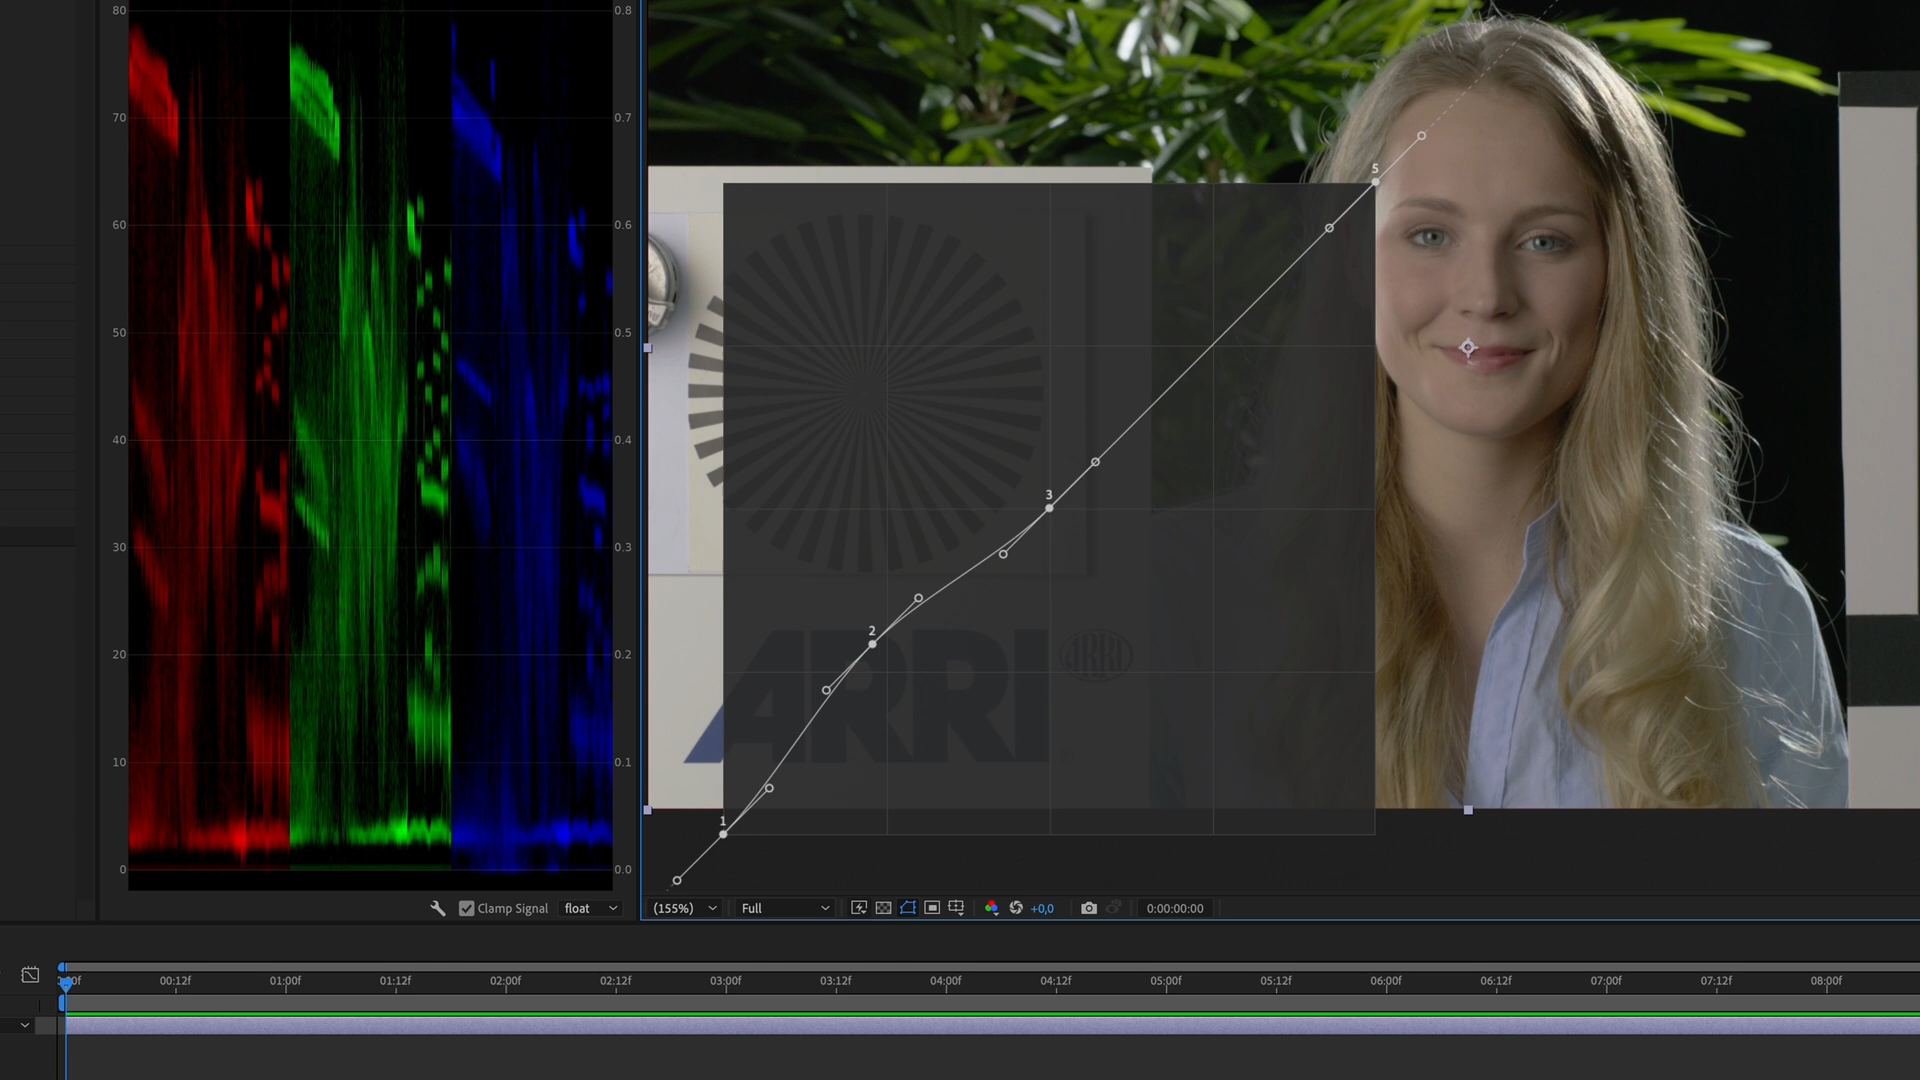 80
0.8
70
0.7
60
0.6
50
0.5
40
0.4
30
0.3
20
0.2
10
0.1
0
0.0
5
3
2
1
ARRI
ARRI
®
Clamp Signal
float
(155%)
Full
+0,0
0:00:00:00
00f
00:12f
01:00f
01:12f
02:00f
02:12f
03:00f
03:12f
04:00f
04:12f
05:00f
05:12f
06:00f
06:12f
07:00f
07:12f
08:00f